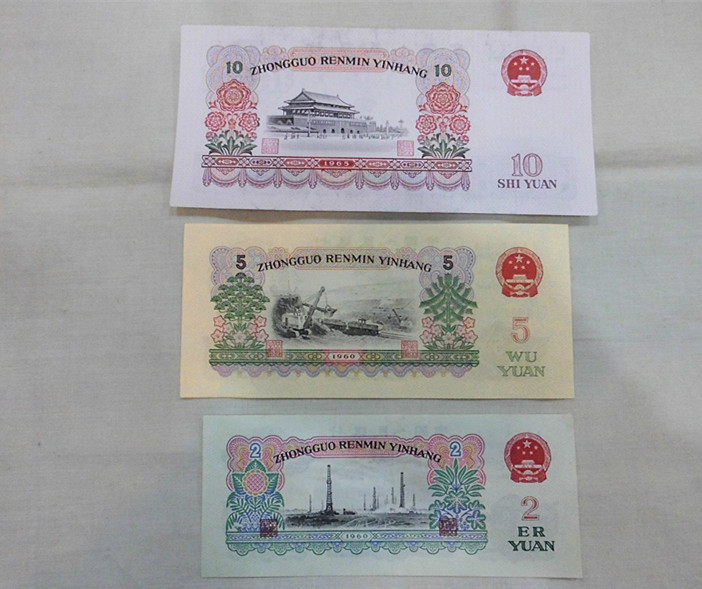 10 ZHONGGUO RENMIN YINHANG 10
1965
10
SHI YUAN
5 ZHONGGUO RENMIN YINHANG 5
1960
5
WU
YUAN
2 ZHONGGUO RENMIN YINHANG 2
1960
2
ER
YUAN